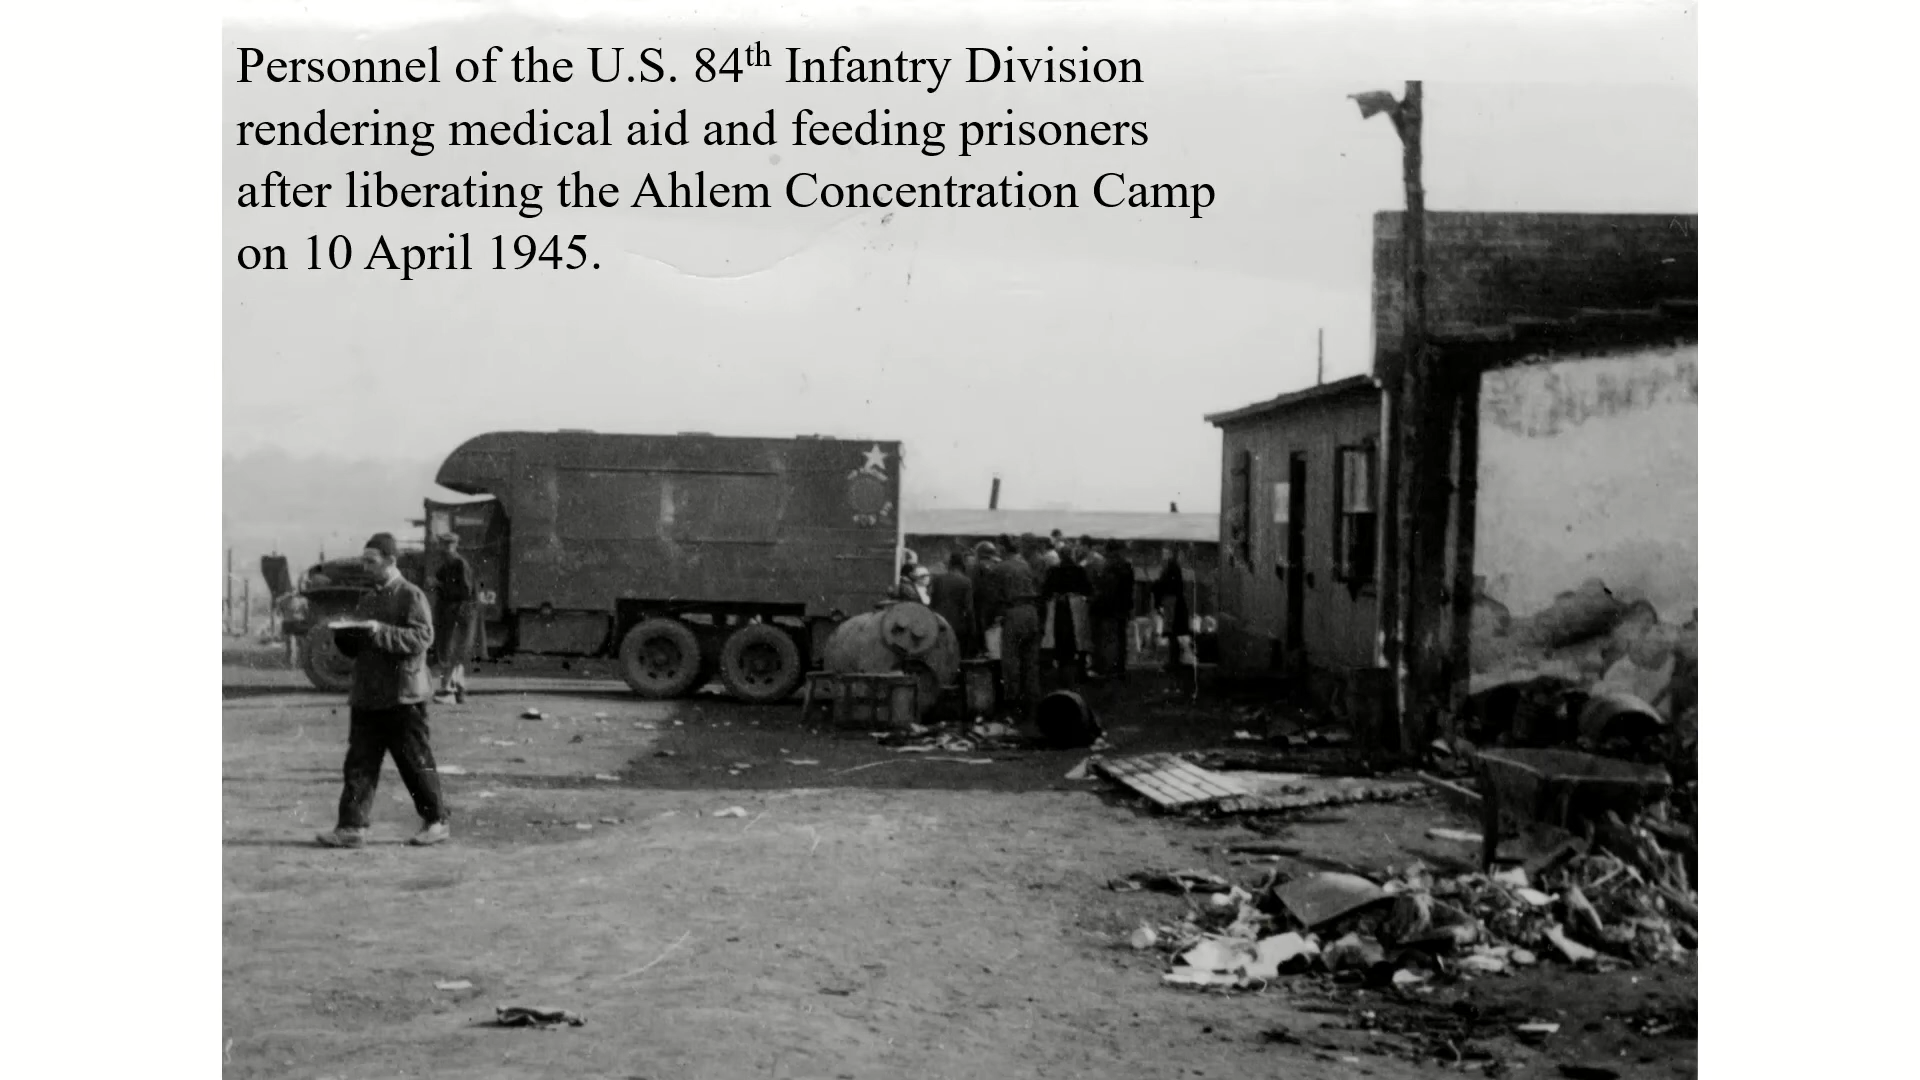 Personnel of the U.S. 84th Infantry Division
rendering medical aid and feeding prisoners
after liberating the Ahlem Concentration Camp
on 10 April 1945.